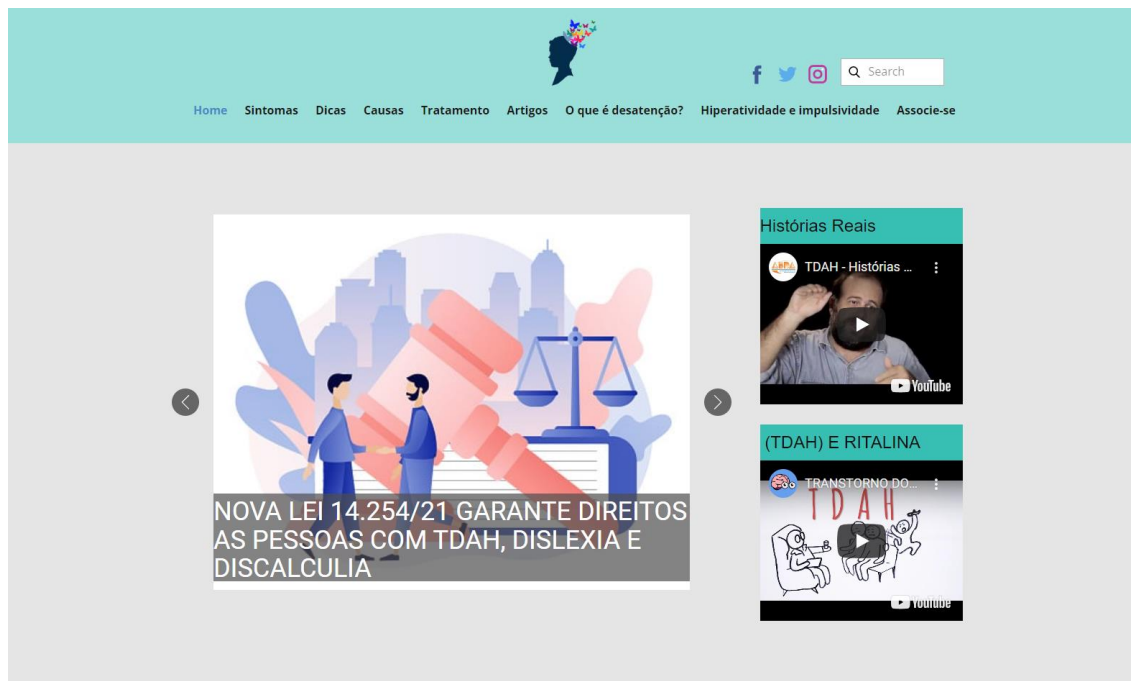 Search
Home Sintomas Dicas Causas Tratamento Artigos O que é desatenção? Hiperatividade e impulsividade Associe-se
NOVA LEI 14.254/21 GARANTE DIREITOS
AS PESSOAS COM TDAH, DISLEXIA E
DISCALCULIA
Histórias Reais
TDAH - Histórias ...
YouTube
(TDAH) E RITALINA
TRANSTORNO DO...
TDAH
YouTube